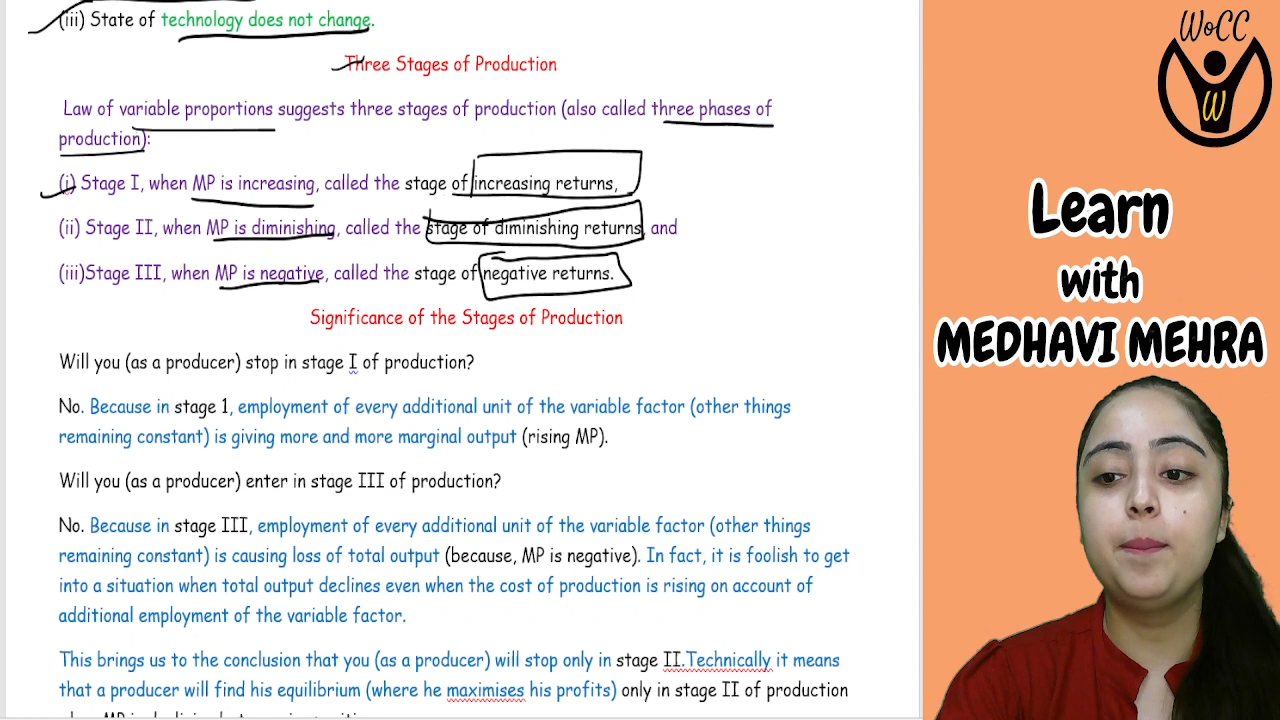 (iii) State of technology does not change.
Three Stages of Production
Law of variable proportions suggests three stages of production (also called three phases of
production):
(i) Stage I, when MP is increasing, called the stage of increasing returns,
(ii) Stage II, when MP is diminishing, called the stage of diminishing returns, and
(iii)Stage III, when MP is negative, called the stage of negative returns.
Significance of the Stages of Production
Will you (as a producer) stop in stage I of production?
No. Because in stage 1, employment of every additional unit of the variable factor (other things
remaining constant) is giving more and more marginal output (rising MP).
Will you (as a producer) enter in stage III of production?
No. Because in stage III, employment of every additional unit of the variable factor (other things
remaining constant) is causing loss of total output (because, MP is negative). In fact, it is foolish to get
into a situation when total output declines even when the cost of production is rising on account of
additional employment of the variable factor.
This brings us to the conclusion that you (as a producer) will stop only in stage II.Technically it means
that a producer will find his equilibrium (where he maximises his profits) only in stage II of production
WoCC
W
Learn
with
MEDHAVI MEHRA